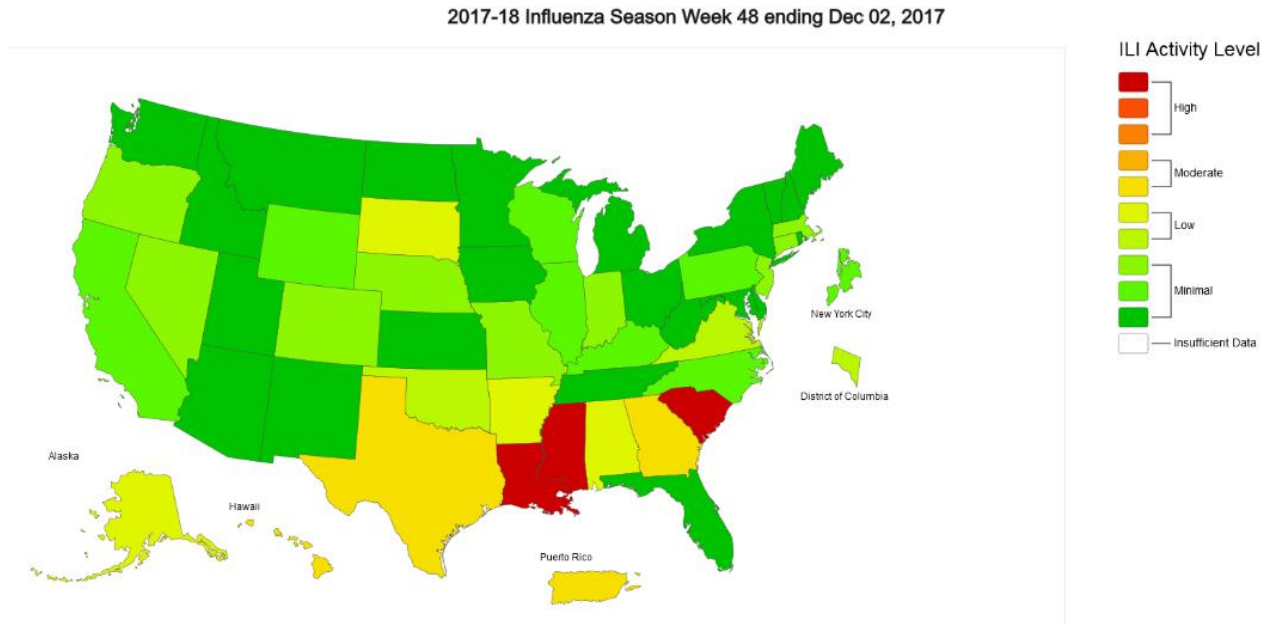 2017-18 Influenza Season Week 48 ending Dec 02, 2017
ILI Activity Level
High
Moderate
Low
Minimal
Insufficient Data
New York City
District of Columbia
Alaska
Hawaii
Puerto Rico